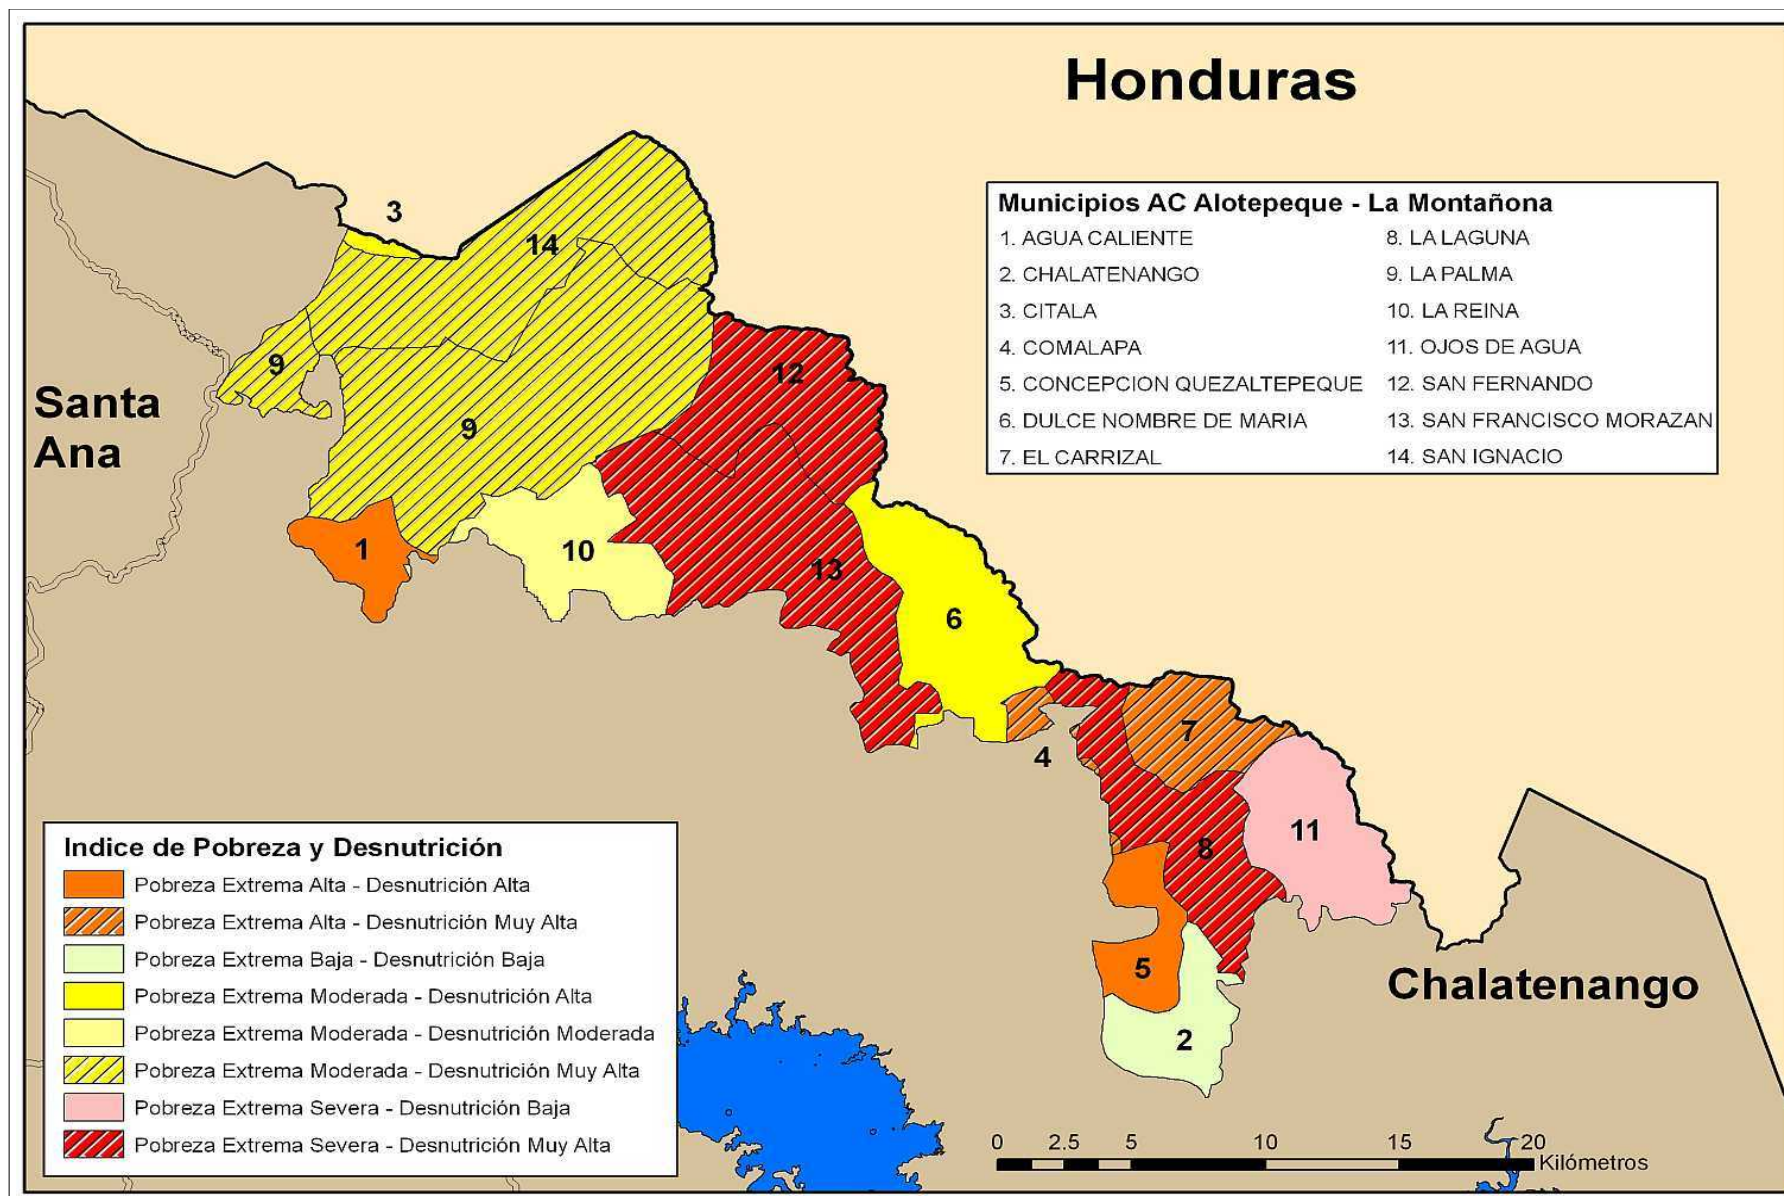 Honduras
Municipios AC Alotepeque - La Montañona
1. AGUA CALIENTE
2. CHALATENANGO
3. CITALA
4. COMALAPA
5. CONCEPCION QUEZALTEPEQUE
6. DULCE NOMBRE DE MARIA
7. EL CARRIZAL
8. LA LAGUNA
9. LA PALMA
10. LA REINA
11. OJOS DE AGUA
12. SAN FERNANDO
13. SAN FRANCISCO MORAZAN
14. SAN IGNACIO
3
14
9
12
Santa
Ana
9
1
10
13
6
7
4
11
8
5
Chalatenango
2
Indice de Pobreza y Desnutrición
Pobreza Extrema Alta - Desnutrición Alta
Pobreza Extrema Alta - Desnutrición Muy Alta
Pobreza Extrema Baja - Desnutrición Baja
Pobreza Extrema Moderada - Desnutrición Alta
Pobreza Extrema Moderada - Desnutrición Moderada
Pobreza Extrema Moderada - Desnutrición Muy Alta
Pobreza Extrema Severa - Desnutrición Baja
Pobreza Extrema Severa - Desnutrición Muy Alta
0 2.5 5 10 15 20
Kilómetros